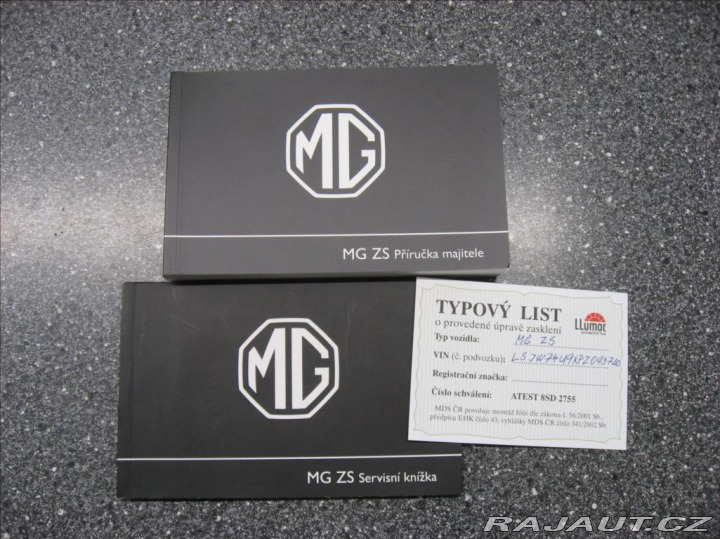 MG
MG ZS Příručka majitele
MG
MG ZS Servisní knížka
TYPOVÝ LIST
o provedené úpravě zasklení
LLumar
Typ vozidla: MG ZS
VIN (č. podvozku):
Registrační značka:
Číslo schválení: ATEST 8SD 2755
MDS ČR povoluje montáž fólií dle zákona č. 56/2001 Sb.,
předpisu EHK číslo 43, vyhlášky MDS ČR číslo 341/2002 Sb.
RAJAUT.CZ